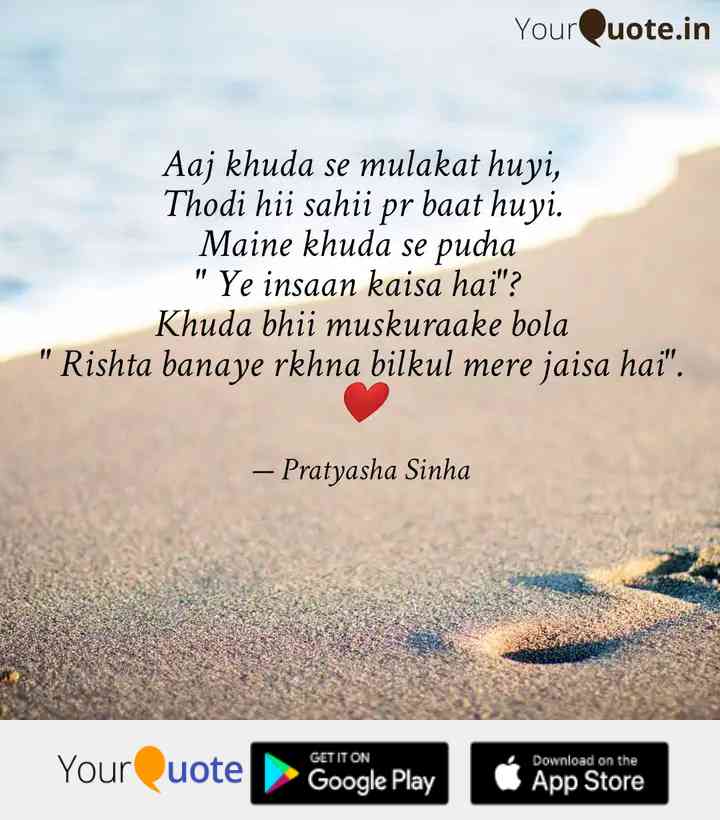 YourQuote.in
Aaj khuda se mulakat huyi,
Thodi hii sahii pr baat huyi.
Maine khuda se pucha
" Ye insaan kaisa hai"?
Khuda bhii muskuraake bola
" Rishta banaye rkhna bilkul mere jaisa hai".
— Pratyasha Sinha
YourQuote
GET IT ON
Google Play
Download on the
App Store